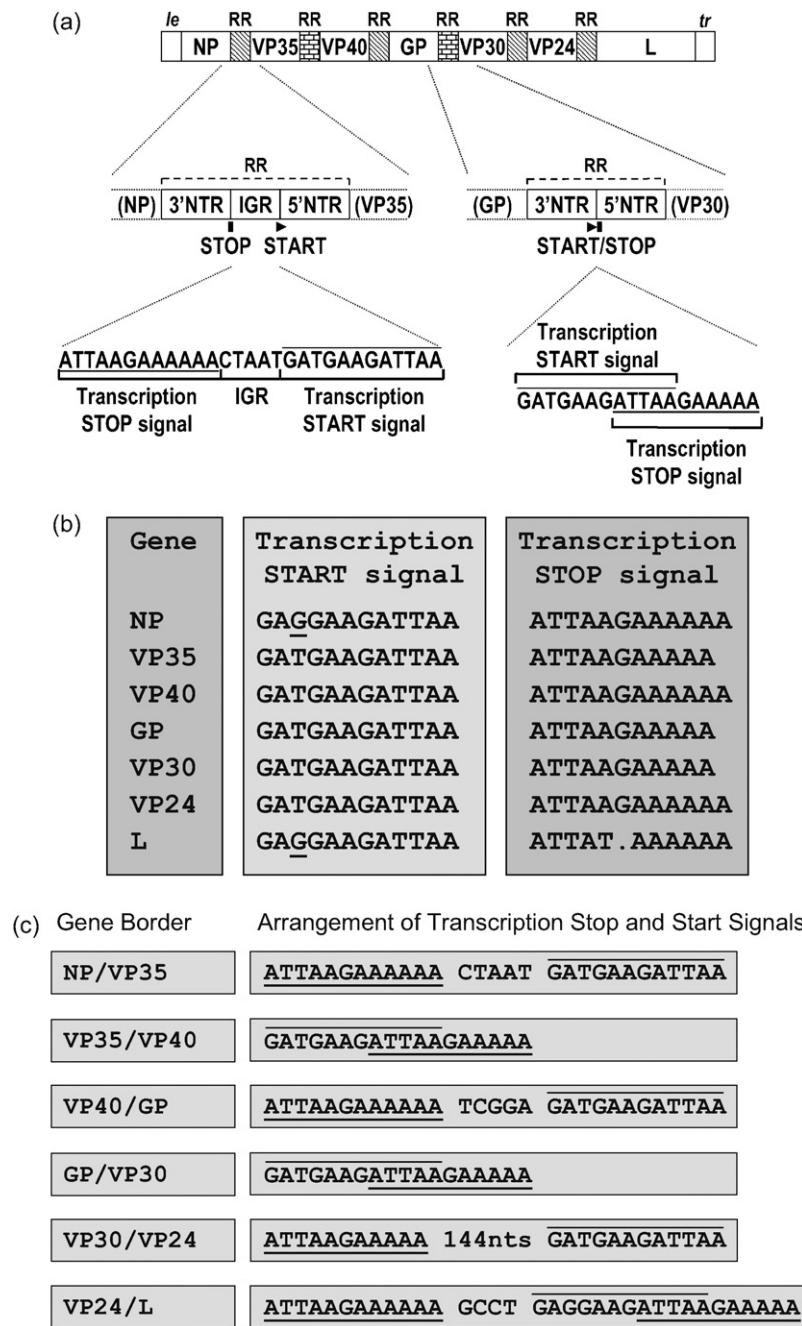 (a)
le RR RR RR RR RR RR tr
NP VP35 VP40 GP VP30 VP24 L
RR RR
(NP) 3'NTR IGR 5'NTR (VP35) (GP) 3'NTR 5'NTR (VP30)
STOP START START/STOP
Transcription
START signal
ATTAAGAAAAAACTAATGATGAAGATTAA
GATGAAGATTAAGAAAAA
Transcription
STOP signal
IGR
Transcription
START signal
Transcription
STOP signal
(b)
Gene Transcription START signal Transcription STOP signal
NP GAGGAAGATTAA ATTAAGAAAAAA
VP35 GATGAAGATTAA ATTAAGAAAAA
VP40 GATGAAGATTAA ATTAAGAAAAAA
GP GATGAAGATTAA ATTAAGAAAAA
VP30 GATGAAGATTAA ATTAAGAAAAA
VP24 GATGAAGATTAA ATTAAGAAAAAA
L GAGGAAGATTAA ATTAT.AAAAAA
(c) Gene Border Arrangement of Transcription Stop and Start Signals
NP/VP35 ATTAAGAAAAAA CTAAT GATGAAGATTAA
VP35/VP40 GATGAAGATTAAGAAAAA
VP40/GP ATTAAGAAAAAA TCGGA GATGAAGATTAA
GP/VP30 GATGAAGATTAAGAAAAA
VP30/VP24 ATTAAGAAAAA 144nts GATGAAGATTAA
VP24/L ATTAAGAAAAAA GCCT GAGGAAGATTAAGAAAAA